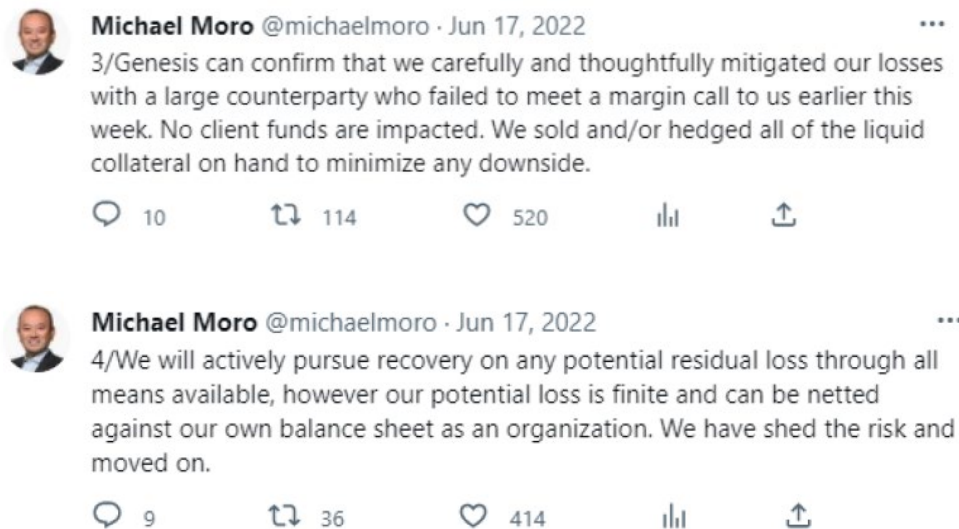 Michael Moro @michaelmoro · Jun 17, 2022
3/Genesis can confirm that we carefully and thoughtfully mitigated our losses
with a large counterparty who failed to meet a margin call to us earlier this
week. No client funds are impacted. We sold and/or hedged all of the liquid
collateral on hand to minimize any downside.
10 114 520
Michael Moro @michaelmoro · Jun 17, 2022
4/We will actively pursue recovery on any potential residual loss through all
means available, however our potential loss is finite and can be netted
against our own balance sheet as an organization. We have shed the risk and
moved on.
9 36 414